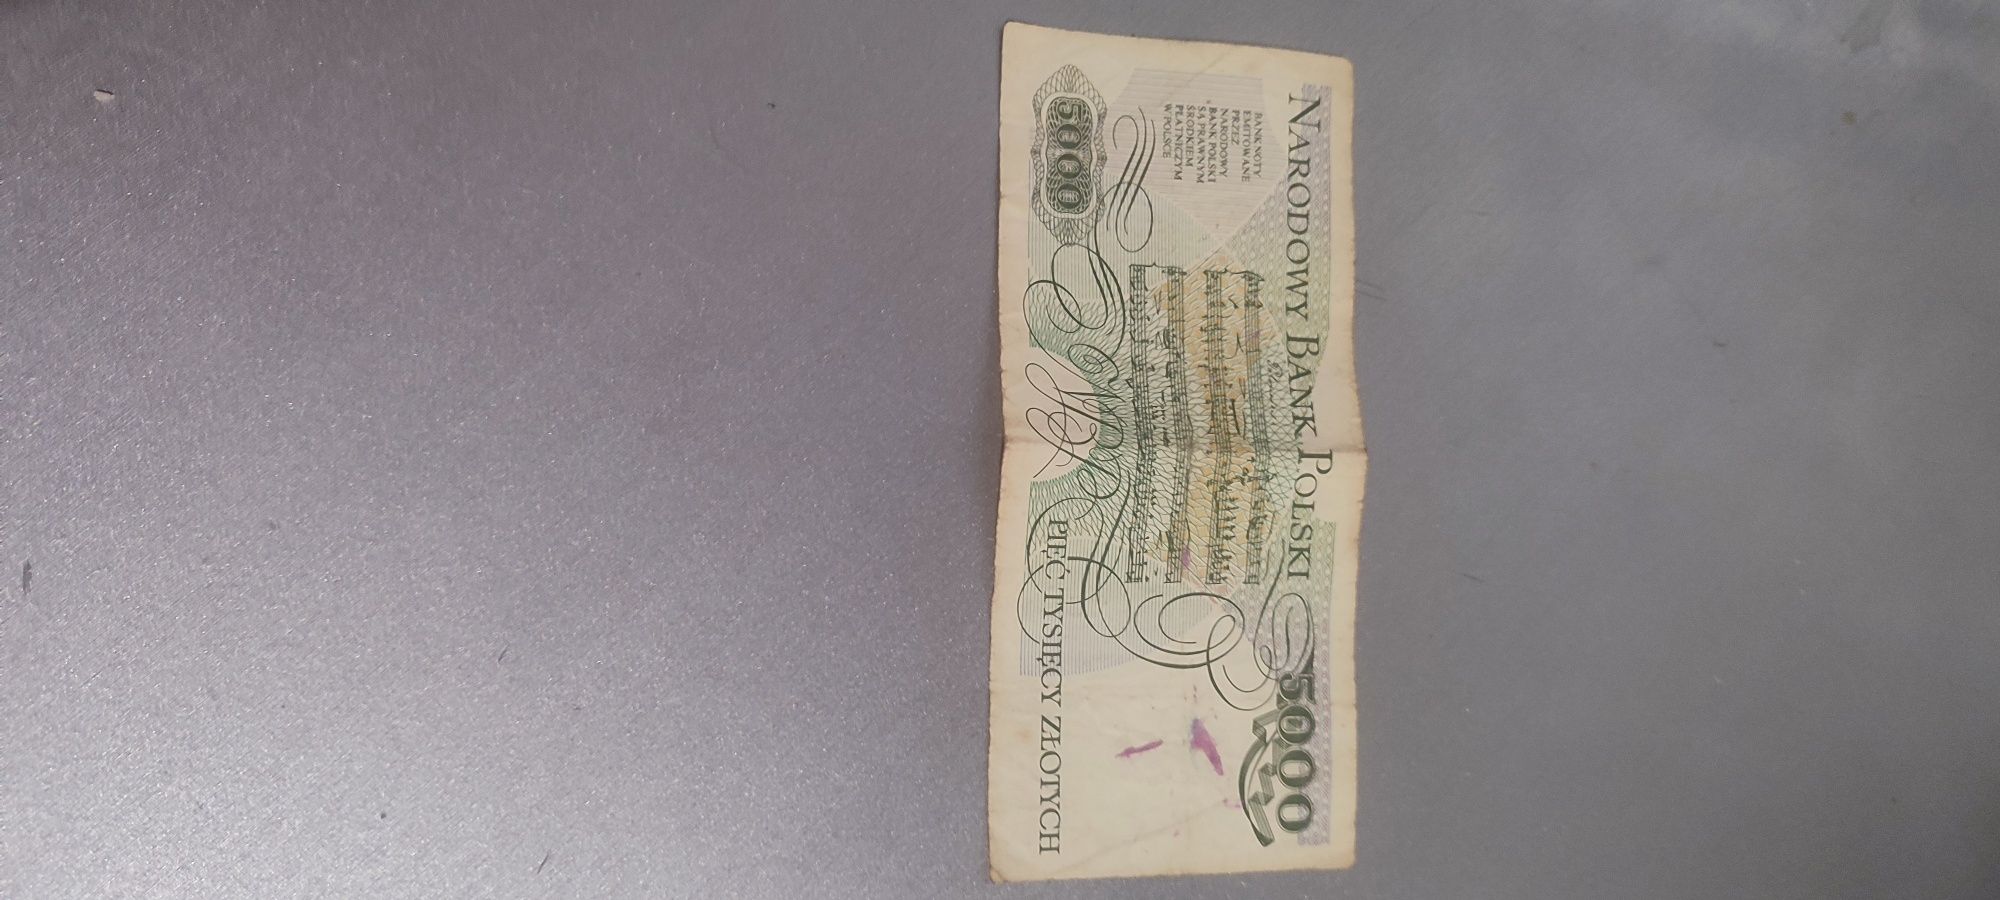 NARODOWY BANK POLSKI
5000
BANKNOTY
EMITOWANE
PRZEZ
NARODOWY
BANK POLSKI
SĄ PRAWNYM
ŚRODKIEM
PŁATNICZYM
W POLSCE
5000
PIĘĆ TYSIĘCY ZŁOTYCH